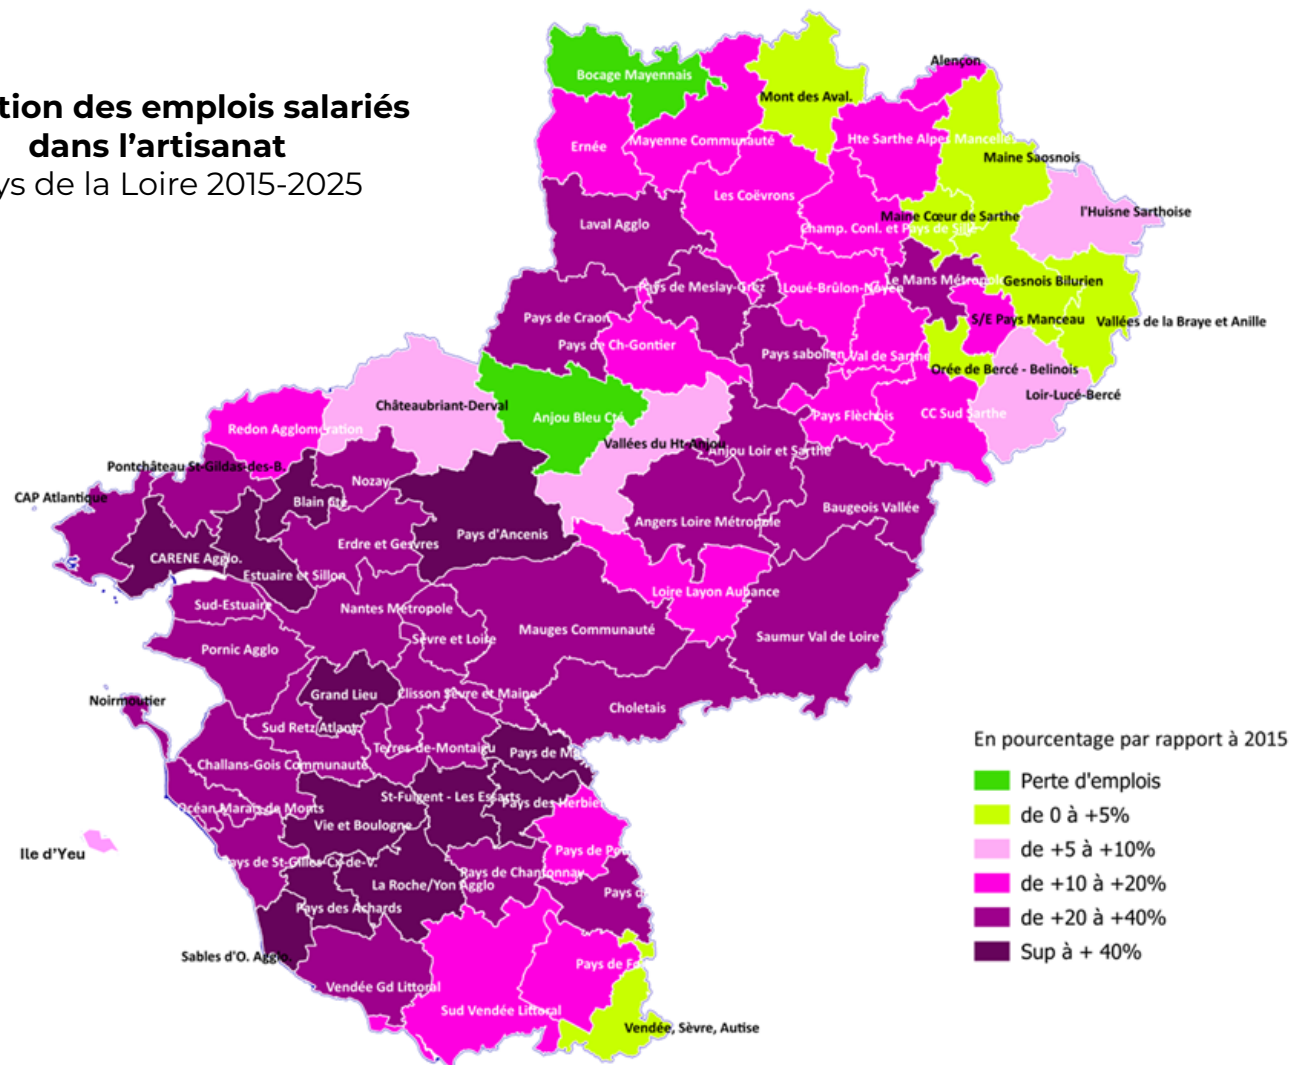 tion des emplois salariés
dans l'artisanat
ys de la Loire 2015-2025
Bocage Mayennais
Alençon
Mont des Aval.
Ernée
Mayenne Communauté
Hte Sarthe Alpes Mancelles
Maine Saosnois
Les Coëvrons
Laval Agglo
Maine Cœur de Sarthe
l'Huisne Sarthoise
Champ. Conl. et Pays de Sillé
Pays de Meslay-Grez
Loué-Brûlon-Noyen
Le Mans Métropole
Gesnois Bilurien
Pays de Craon
S/E Pays Manceau
Vallées de la Braye et Anille
Pays de Ch-Gontier
Pays sabolien
Val de Sarthe
Orée de Bercé - Belinois
Loir-Lucé-Bercé
Châteaubriant-Derval
Anjou Bleu Cté
Pays Flèchois
CC Sud Sarthe
Redon Agglomération
Vallées du Ht-Anjou
Anjou Loir et Sarthe
Pontchâteau St-Gildas-des-B.
Nozay
CAP Atlantique
Blain Cté
Baugeois Vallée
Angers Loire Métropole
Pays d'Ancenis
Erdre et Gesvres
CARENE Agglo.
Estuaire et Sillon
Loire Layon Aubance
Sud-Estuaire
Nantes Métropole
Sèvre et Loire
Mauges Communauté
Saumur Val de Loire
Pornic Agglo
Noirmoutier
Grand Lieu
Clisson Sèvre et Maine
Choletais
Sud Retz Atlant.
Terres-de-Montaigu
Pays de M
Challans-Gois Communauté
St-Fulgent - Les Essarts
Pays des Herbie
Océan Marais de Monts
Vie et Boulogne
Ile d'Yeu
Pays de St-Gilles-Cx-de-V.
Pays de Po
La Roche/Yon Agglo
Pays de Chantonnay
Pays d
Pays des Achards
Sables d'O. Agglo.
Pays de Fo
Vendée Gd Littoral
Sud Vendée Littoral
Vendée, Sèvre, Autise
En pourcentage par rapport à 2015
Perte d'emplois
de 0 à +5%
de +5 à +10%
de +10 à +20%
de +20 à +40%
Sup à + 40%